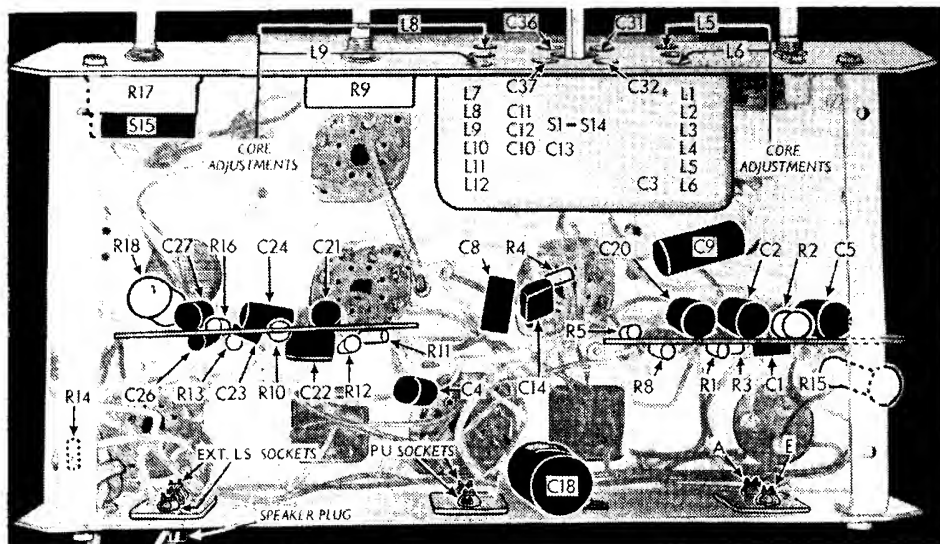 L8 C36 C31 L5
L9 L6
R17 R9 C37 C32
S15
L7
L8 C11
L9 C12 S1-S14
L10 C10 C13
L11
L12 C3
L1
L2
L3
L4
L5
L6
CORE
ADJUSTMENTS
CORE
ADJUSTMENTS
R18 C27 R16 C24 C21 C8 R4 C20 C9 C2 R2 C5
R5
R11
R14 C26 R13 C23 R10 C22 R12 C4 C14 R8 R1 R3 C1 R15
EXT. LS SOCKETS PU SOCKETS A E
C18
SPEAKER PLUG